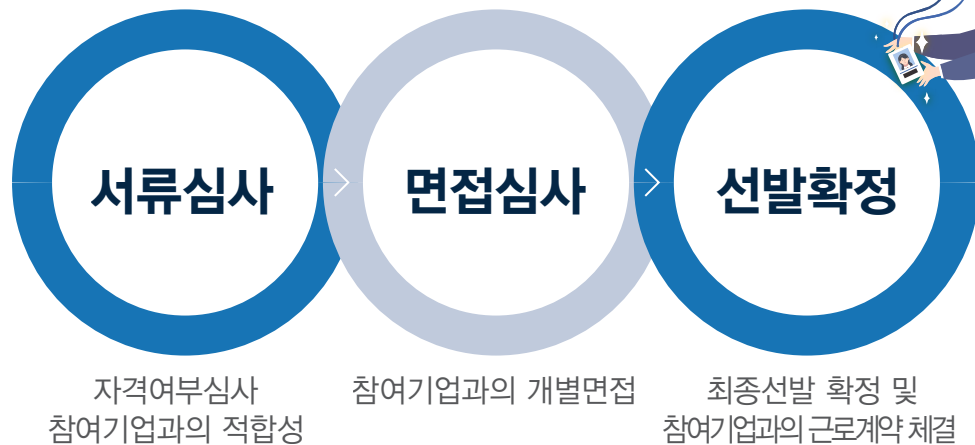 서류심사
면접심사
선발확정
자격여부심사
참여기업과의 적합성
참여기업과의 개별면접
최종선발 확정 및
참여기업과의 근로계약 체결